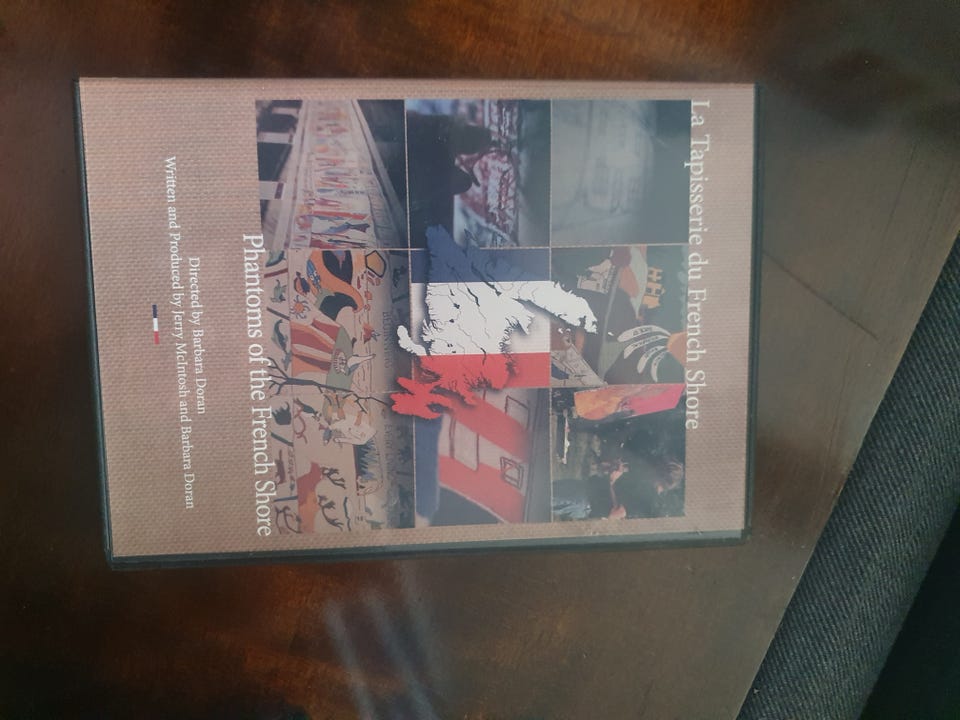 La Tapisserie du French Shore
Phantoms of the French Shore
Directed by Barbara Doran
Written and Produced by Jerry McIntosh and Barbara Doran